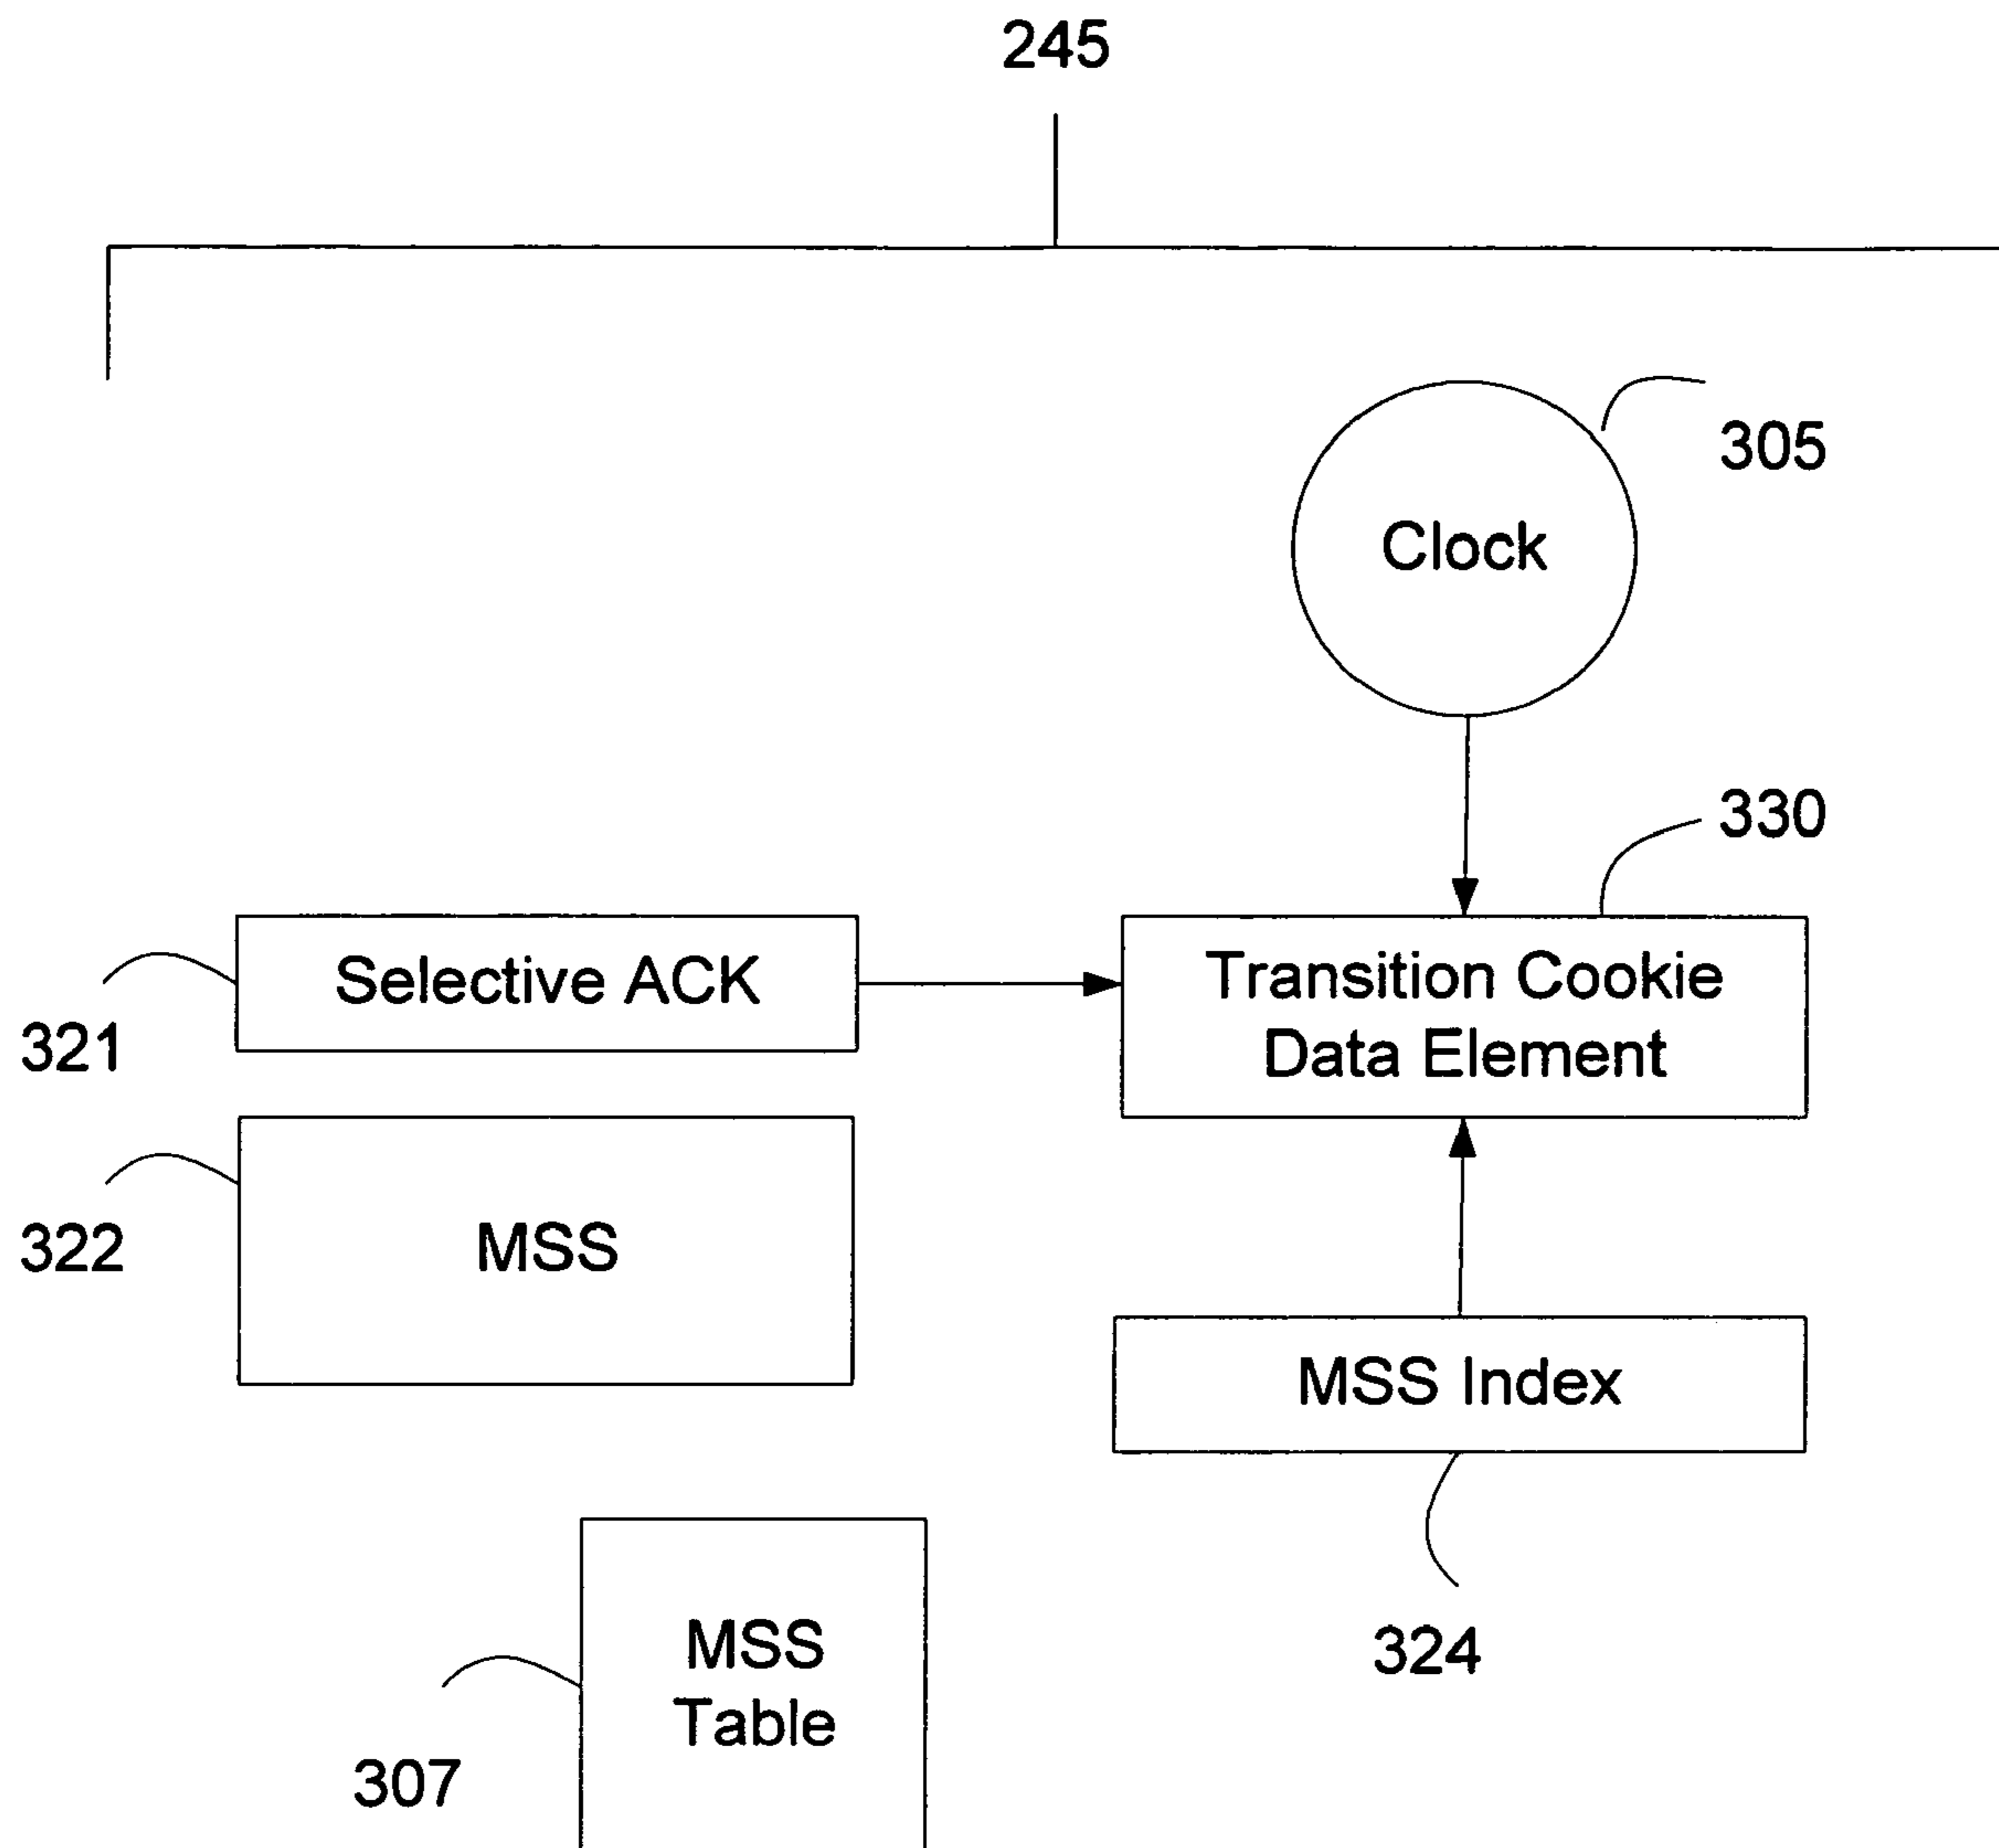 245
305
Clock
330
Selective ACK
Transition Cookie
Data Element
321
322
MSS
MSS Index
324
MSS
Table
307